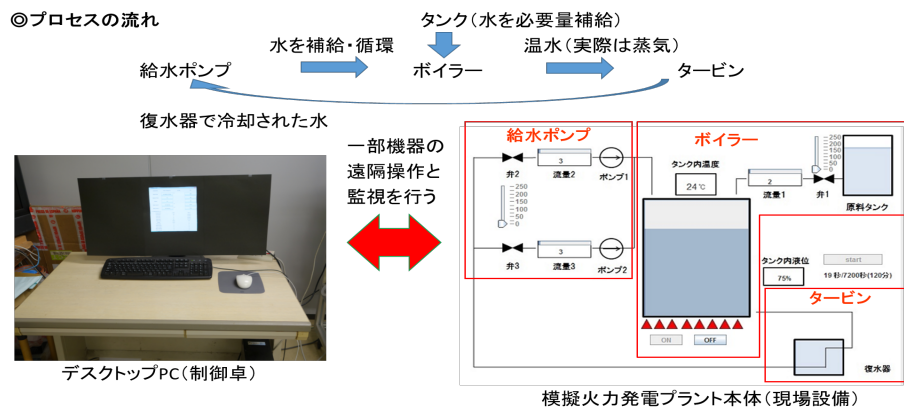 ◎プロセスの流れ
タンク(水を必要量補給)
水を補給・循環
温水(実際は蒸気)
給水ポンプ
ボイラー
タービン
復水器で冷却された水
一部機器の
遠隔操作と
監視を行う
給水ポンプ
弁2
3
流量2
ポンプ1
250
200
150
100
50
0
弁3
3
流量3
ポンプ2
ボイラー
タンク内温度
24 ℃
2
流量1
250
200
150
100
50
0
弁1
原料タンク
タンク内液位
75%
start
19 秒/7200秒(120分)
ON
OFF
タービン
復水器
デスクトップPC(制御卓)
模擬火力発電プラント本体(現場設備)